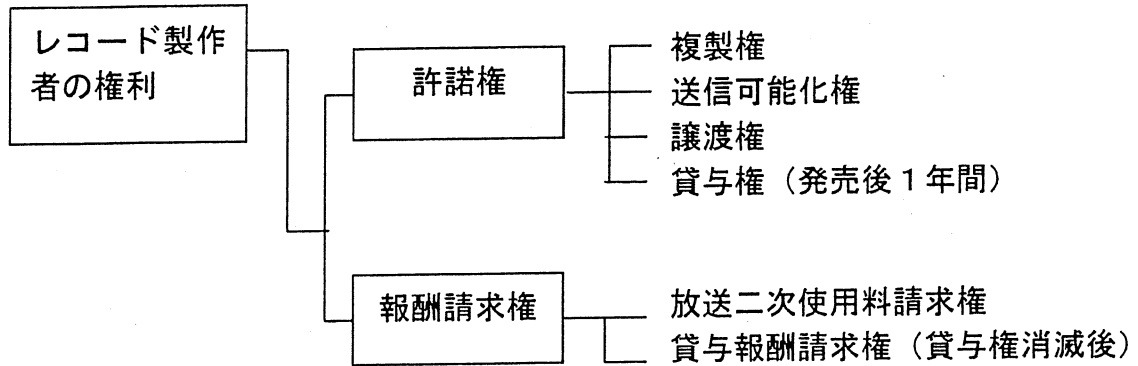 レコード製作
者の権利
許諾権
複製権
送信可能化権
譲渡権
貸与権(発売後1年間)
報酬請求権
放送二次使用料請求権
貸与報酬請求権(貸与権消滅後)